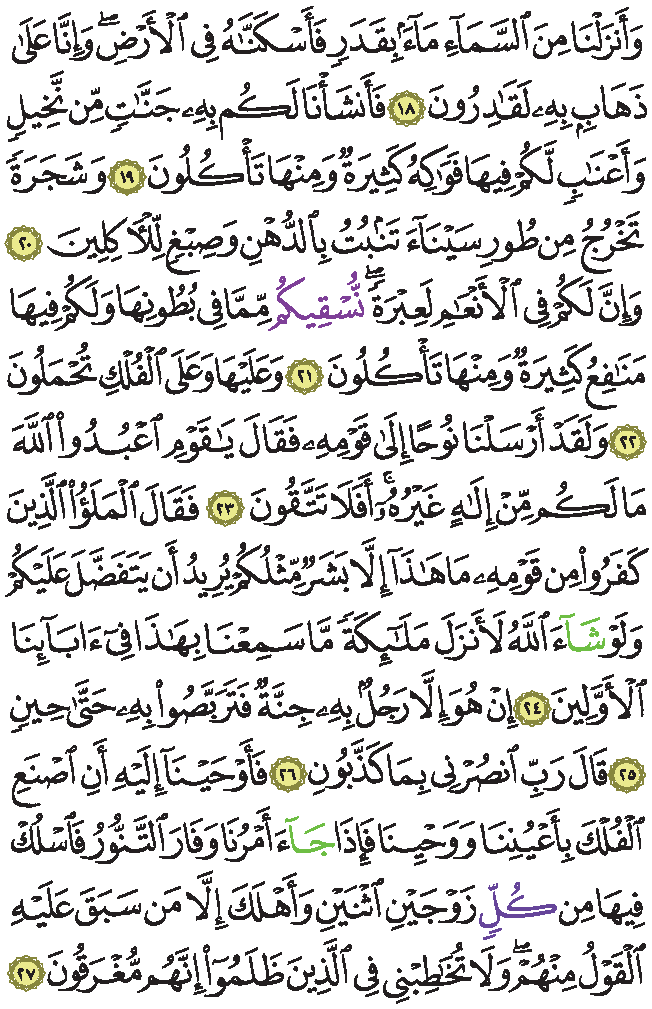 وَأَنزَلْنَا مِنَ ٱلسَّمَآءِ مَآءًۢ بِقَدَرٍ فَأَسْكَنَّٰهُ فِى ٱلْأَرْضِۖ وَإِنَّا عَلَىٰ
ذَهَابٍۭ بِهِۦ لَقَٰدِرُونَ ١٨ فَأَنشَأْنَا لَكُم بِهِۦ جَنَّٰتٍ مِّن نَّخِيلٍ
وَأَعْنَٰبٍ لَّكُمْ فِيهَا فَوَٰكِهُ كَثِيرَةٌ وَمِنْهَا تَأْكُلُونَ ١٩ وَشَجَرَةً
تَخْرُجُ مِن طُورِ سَيْنَآءَ تَنۢبُتُ بِٱلدُّهْنِ وَصِبْغٍ لِّلْأٓكِلِينَ ٢٠
وَإِنَّ لَكُمْ فِى ٱلْأَنْعَٰمِ لَعِبْرَةًۖ نُّسْقِيكُم مِّمَّا فِى بُطُونِهَا وَلَكُمْ فِيهَا
مَنَٰفِعُ كَثِيرَةٌ وَمِنْهَا تَأْكُلُونَ ٢١ وَعَلَيْهَا وَعَلَى ٱلْفُلْكِ تُحْمَلُونَ
٢٢ وَلَقَدْ أَرْسَلْنَا نُوحًا إِلَىٰ قَوْمِهِۦ فَقَالَ يَٰقَوْمِ ٱعْبُدُوا۟ ٱللَّهَ
مَا لَكُم مِّنْ إِلَٰهٍ غَيْرُهُۥٓۚ أَفَلَا تَتَّقُونَ ٢٣ فَقَالَ ٱلْمَلَؤُا۟ ٱلَّذِينَ
كَفَرُوا۟ مِن قَوْمِهِۦ مَا هَٰذَآ إِلَّا بَشَرٌ مِّثْلُكُمْ يُرِيدُ أَن يَتَفَضَّلَ عَلَيْكُمْ
وَلَوْ شَآءَ ٱللَّهُ لَأَنزَلَ مَلَٰٓئِكَةً مَّا سَمِعْنَا بِهَٰذَا فِىٓ ءَابَآئِنَا
ٱلْأَوَّلِينَ ٢٤ إِنْ هُوَ إِلَّا رَجُلٌۢ بِهِۦ جِنَّةٌ فَتَرَبَّصُوا۟ بِهِۦ حَتَّىٰ حِينٍ
٢٥ قَالَ رَبِّ ٱنصُرْنِى بِمَا كَذَّبُونِ ٢٦ فَأَوْحَيْنَآ إِلَيْهِ أَنِ ٱصْنَعِ
ٱلْفُلْكَ بِأَعْيُنِنَا وَوَحْيِنَا فَإِذَا جَآءَ أَمْرُنَا وَفَارَ ٱلتَّنُّورُ فَٱسْلُكْ
فِيهَا مِن كُلِّ زَوْجَيْنِ ٱثْنَيْنِ وَأَهْلَكَ إِلَّا مَن سَبَقَ عَلَيْهِ
ٱلْقَوْلُ مِنْهُمْۖ وَلَا تُخَٰطِبْنِى فِى ٱلَّذِينَ ظَلَمُوٓا۟ إِنَّهُم مُّغْرَقُونَ ٢٧